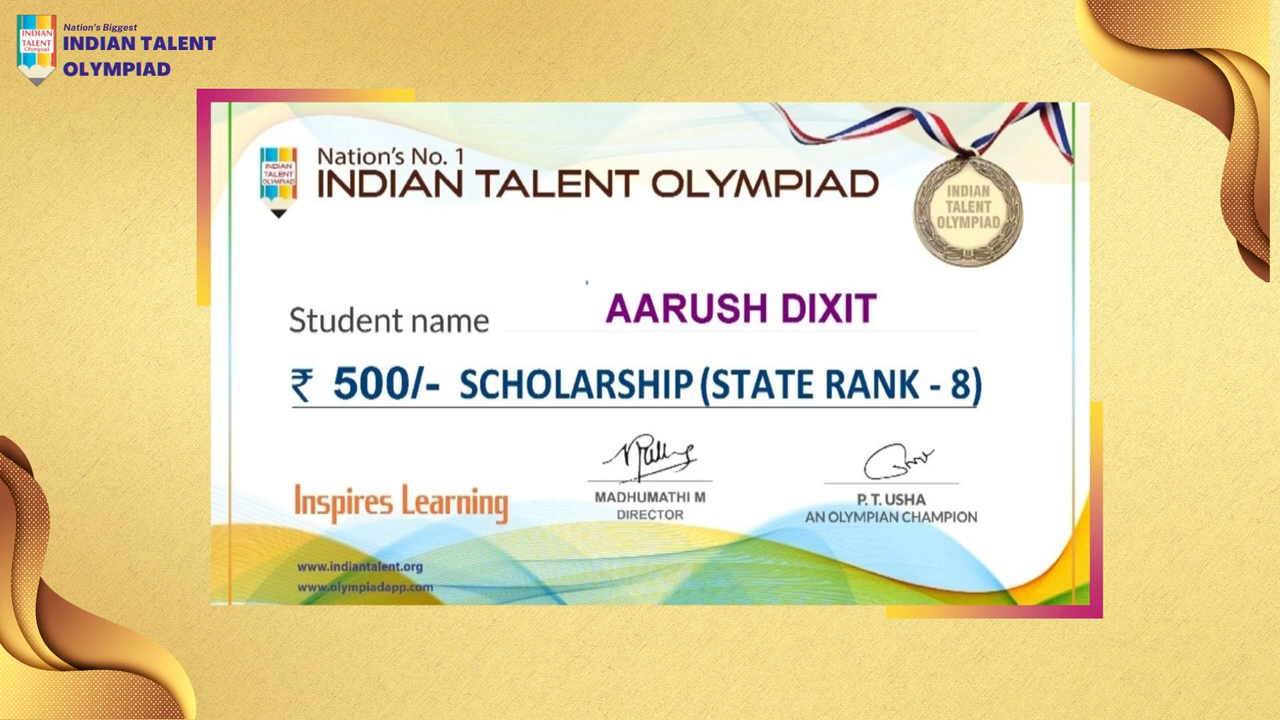 INDIAN
TALENT
Olympiad
Nation's Biggest
INDIAN TALENT
OLYMPIAD
INDIAN
TALENT
OLYMPIAD
Nation's No. 1
INDIAN TALENT OLYMPIAD
INDIAN
TALENT
OLYMPIAD
Student name AARUSH DIXIT
₹ 500/- SCHOLARSHIP (STATE RANK - 8)
Inspires Learning
MADHUMATHI M
DIRECTOR
P. T. USHA
AN OLYMPIAN CHAMPION
www.indiantalent.org
www.olympiadapp.com